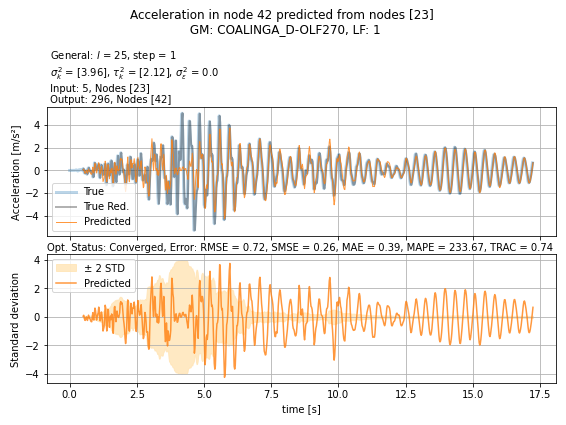 Acceleration in node 42 predicted from nodes [23]
GM: COALINGA_D-OLF270, LF: 1
General: l = 25, step = 1
σ²ₖ = [3.96], τ²ₖ = [2.12], σ²ε = 0.0
Input: 5, Nodes [23]
Output: 296, Nodes [42]
Acceleration [m/s²]
4
2
0
−2
−4
True
True Red.
Predicted
Opt. Status: Converged, Error: RMSE = 0.72, SMSE = 0.26, MAE = 0.39, MAPE = 233.67, TRAC = 0.74
Standard deviation
4
2
0
−2
−4
± 2 STD
Predicted
0.0 2.5 5.0 7.5 10.0 12.5 15.0 17.5
time [s]